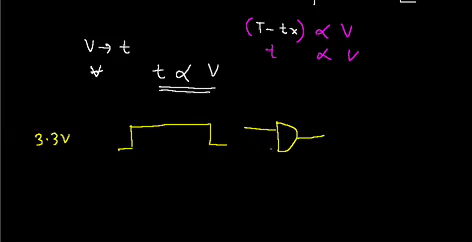 (T - tx) ∝ V
V → t
t ∝ V
∀
t ∝ V
3.3V